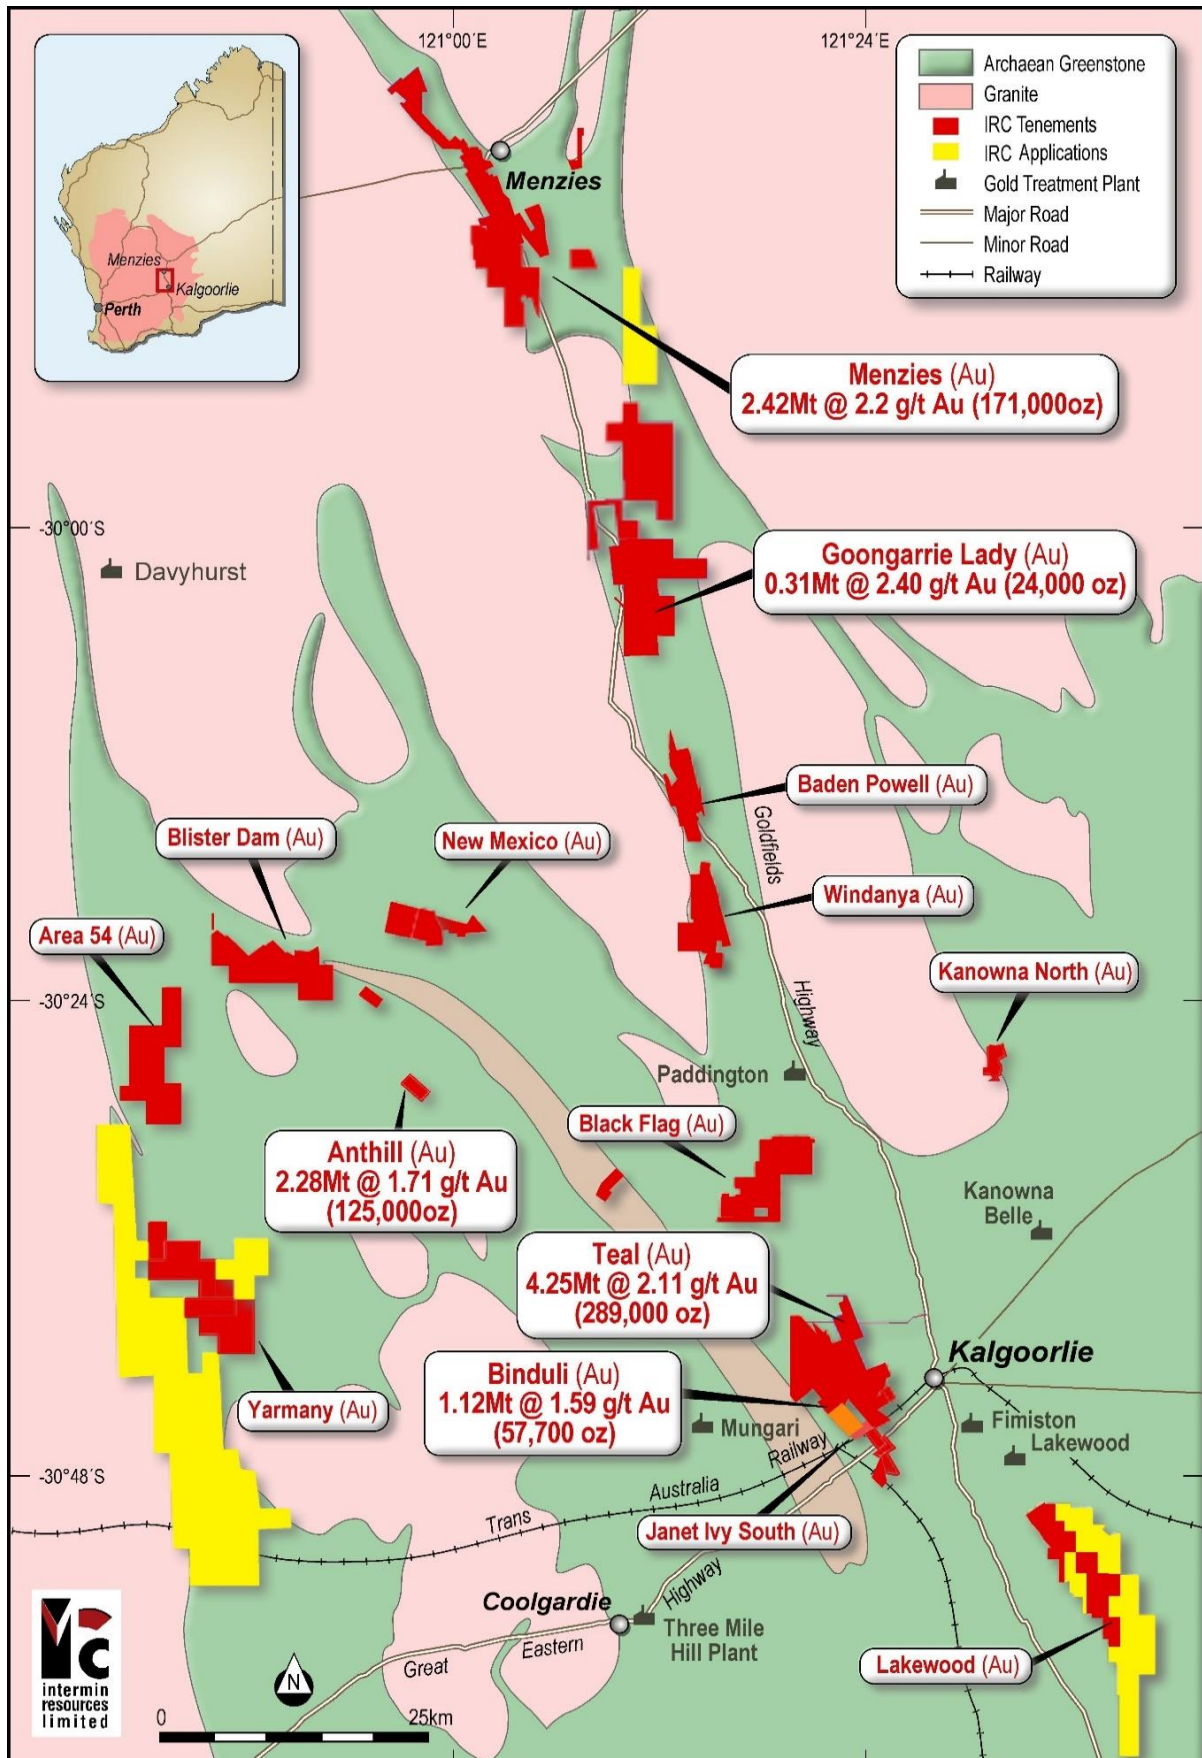 121°00´E
121°24´E
Archaean Greenstone
Granite
IRC Tenements
IRC Applications
Gold Treatment Plant
Major Road
Minor Road
Railway
Menzies
Kalgoorlie
Perth
Menzies
Menzies (Au)
2.42Mt @ 2.2 g/t Au (171,000oz)
-30°00´S
Davyhurst
Goongarrie Lady (Au)
0.31Mt @ 2.40 g/t Au (24,000 oz)
Baden Powell (Au)
Goldfields
Highway
Blister Dam (Au)
New Mexico (Au)
Windanya (Au)
Area 54 (Au)
Kanowna North (Au)
-30°24´S
Paddington
Black Flag (Au)
Anthill (Au)
2.28Mt @ 1.71 g/t Au
(125,000oz)
Kanowna
Belle
Teal (Au)
4.25Mt @ 2.11 g/t Au
(289,000 oz)
Kalgoorlie
Binduli (Au)
1.12Mt @ 1.59 g/t Au
(57,700 oz)
Yarmany (Au)
Mungari
Fimiston
Lakewood
-30°48´S
Trans Australia Railway
Janet Ivy South (Au)
Coolgardie
Three Mile
Hill Plant
Great Eastern Highway
Lakewood (Au)
intermin
resources
limited
N
0 25km